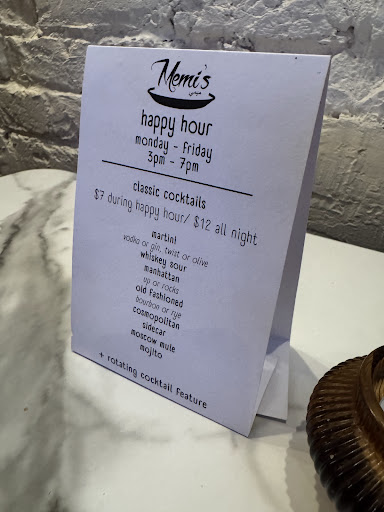 Memi's
ميمي
happy hour
monday - friday
3pm - 7pm
classic cocktails
$7 during happy hour/ $12 all night
martini
vodka or gin, twist or olive
whiskey sour
manhattan
up or rocks
old fashioned
bourbon or rye
cosmopolitan
sidecar
moscow mule
mojito
+ rotating cocktail feature